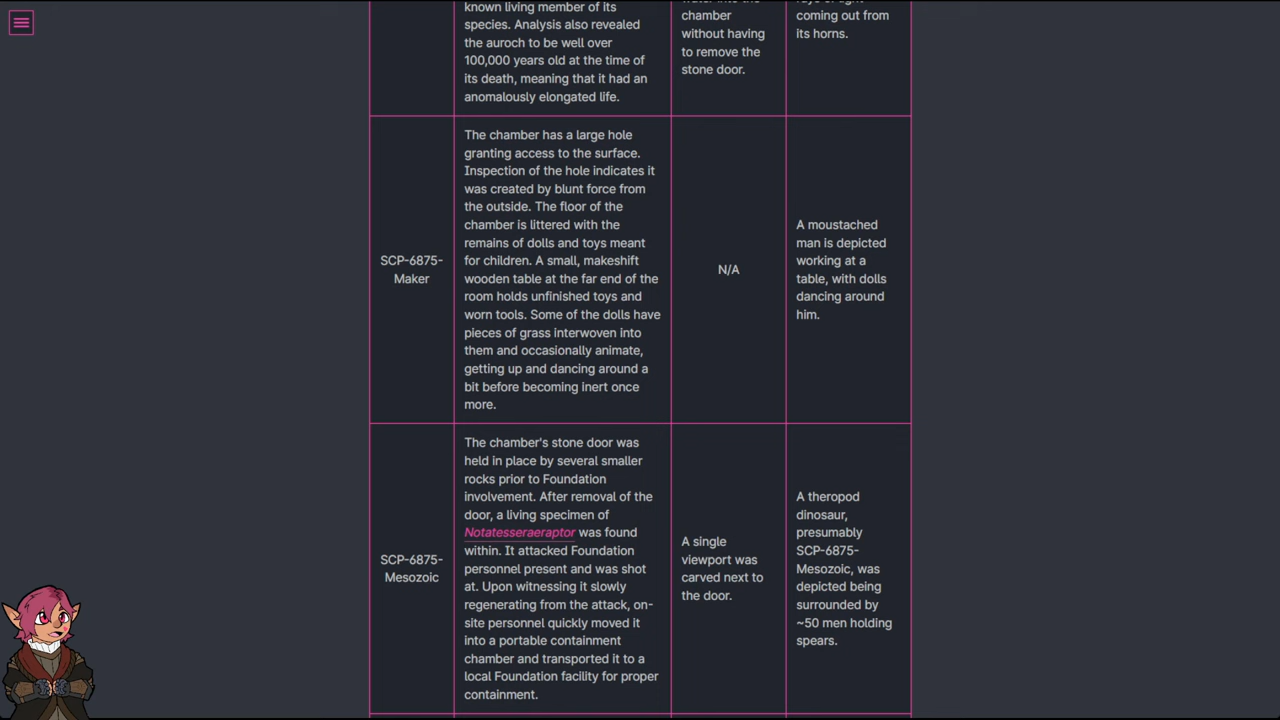 known living member of its
species. Analysis also revealed
the auroch to be well over
100,000 years old at the time of
its death, meaning that it had an
anomalously elongated life.
chamber
without having
to remove the
stone door.
coming out from
its horns.
SCP-6875-
Maker
The chamber has a large hole
granting access to the surface.
Inspection of the hole indicates it
was created by blunt force from
the outside. The floor of the
chamber is littered with the
remains of dolls and toys meant
for children. A small, makeshift
wooden table at the far end of the
room holds unfinished toys and
worn tools. Some of the dolls have
pieces of grass interwoven into
them and occasionally animate,
getting up and dancing around a
bit before becoming inert once
more.
N/A
A moustached
man is depicted
working at a
table, with dolls
dancing around
him.
SCP-6875-
Mesozoic
The chamber's stone door was
held in place by several smaller
rocks prior to Foundation
involvement. After removal of the
door, a living specimen of
Notatesseraeraptor was found
within. It attacked Foundation
personnel present and was shot
at. Upon witnessing it slowly
regenerating from the attack, on-
site personnel quickly moved it
into a portable containment
chamber and transported it to a
local Foundation facility for proper
containment.
A single
viewport was
carved next to
the door.
A theropod
dinosaur,
presumably
SCP-6875-
Mesozoic, was
depicted being
surrounded by
~50 men holding
spears.